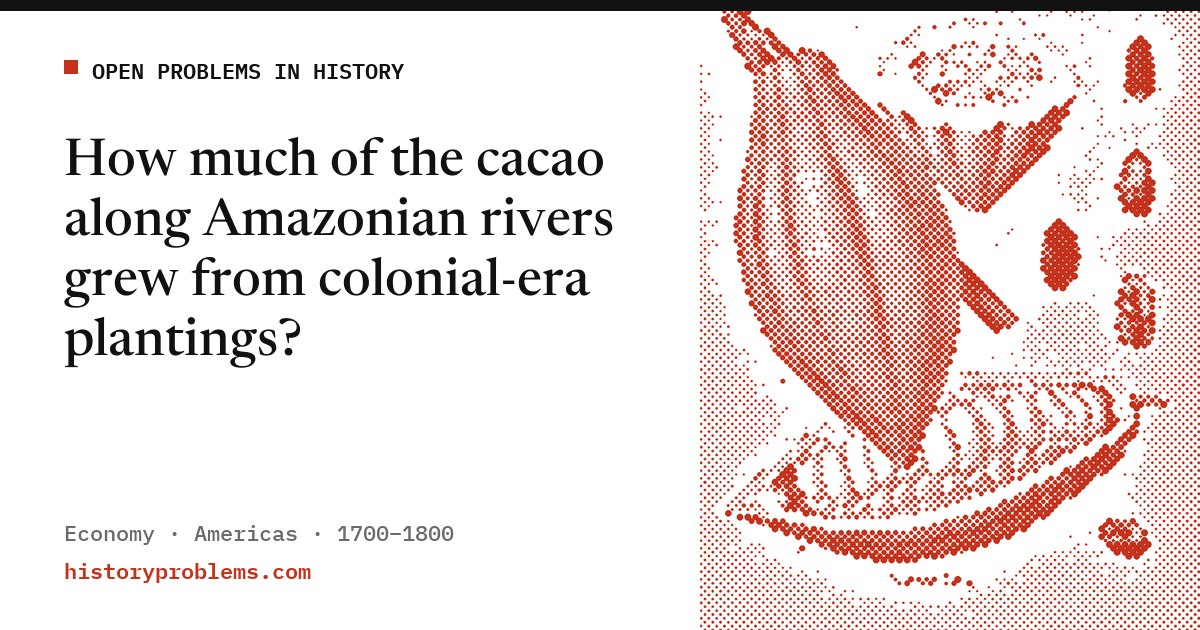 OPEN PROBLEMS IN HISTORY
How much of the cacao
along Amazonian rivers
grew from colonial-era
plantings?
Economy · Americas · 1700–1800
historyproblems.com